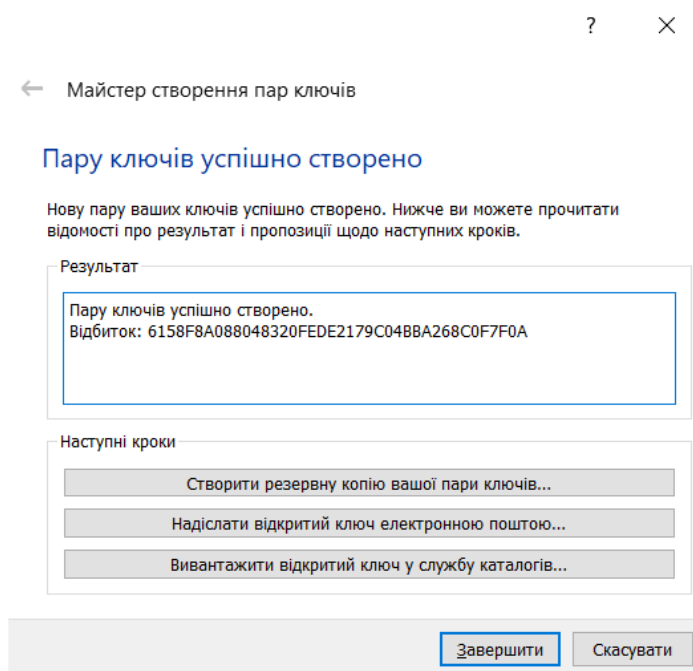 ?
Майстер створення пар ключів
Пару ключів успішно створено
Нову пару ваших ключів успішно створено. Нижче ви можете прочитати
відомості про результат і пропозиції щодо наступних кроків.
Результат
Пару ключів успішно створено.
Відбиток: 6158F8A088048320FEDE2179C04BBA268C0F7F0A
Наступні кроки
Створити резервну копію вашої пари ключів...
Надіслати відкритий ключ електронною поштою...
Вивантажити відкритий ключ у службу каталогів...
Завершити Скасувати